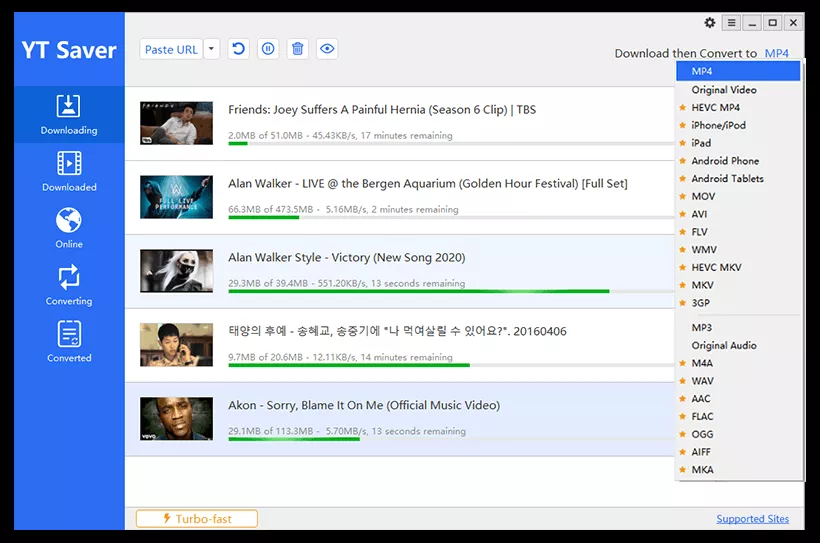 YT Saver
Paste URL
Download then Convert to MP4
Downloading
Downloaded
Online
Converting
Converted
FRIENDS
tbs
Friends: Joey Suffers A Painful Hernia (Season 6 Clip) | TBS
2.0MB of 51.0MB - 45.43KB/s, 17 minutes remaining
FULL LIVE
PERFORMANCE
Alan Walker - LIVE @ the Bergen Aquarium (Golden Hour Festival) [Full Set]
66.3MB of 473.5MB - 5.16MB/s, 2 minutes remaining
Alan Walker Style - Victory (New Song 2020)
29.3MB of 39.4MB - 551.20KB/s, 13 seconds remaining
태양의 후예 - 송혜교, 송중기에 "나 먹여살릴 수 있어요?". 20160406
9.7MB of 20.6MB - 12.11KB/s, 14 minutes remaining
vevo
Akon - Sorry, Blame It On Me (Official Music Video)
29.1MB of 113.3MB - 5.70MB/s, 13 seconds remaining
MP4
Original Video
HEVC MP4
iPhone/iPod
iPad
Android Phone
Android Tablets
MOV
AVI
FLV
WMV
HEVC MKV
MKV
3GP
MP3
Original Audio
M4A
WAV
AAC
FLAC
OGG
AIFF
MKA
Turbo-fast
Supported Sites